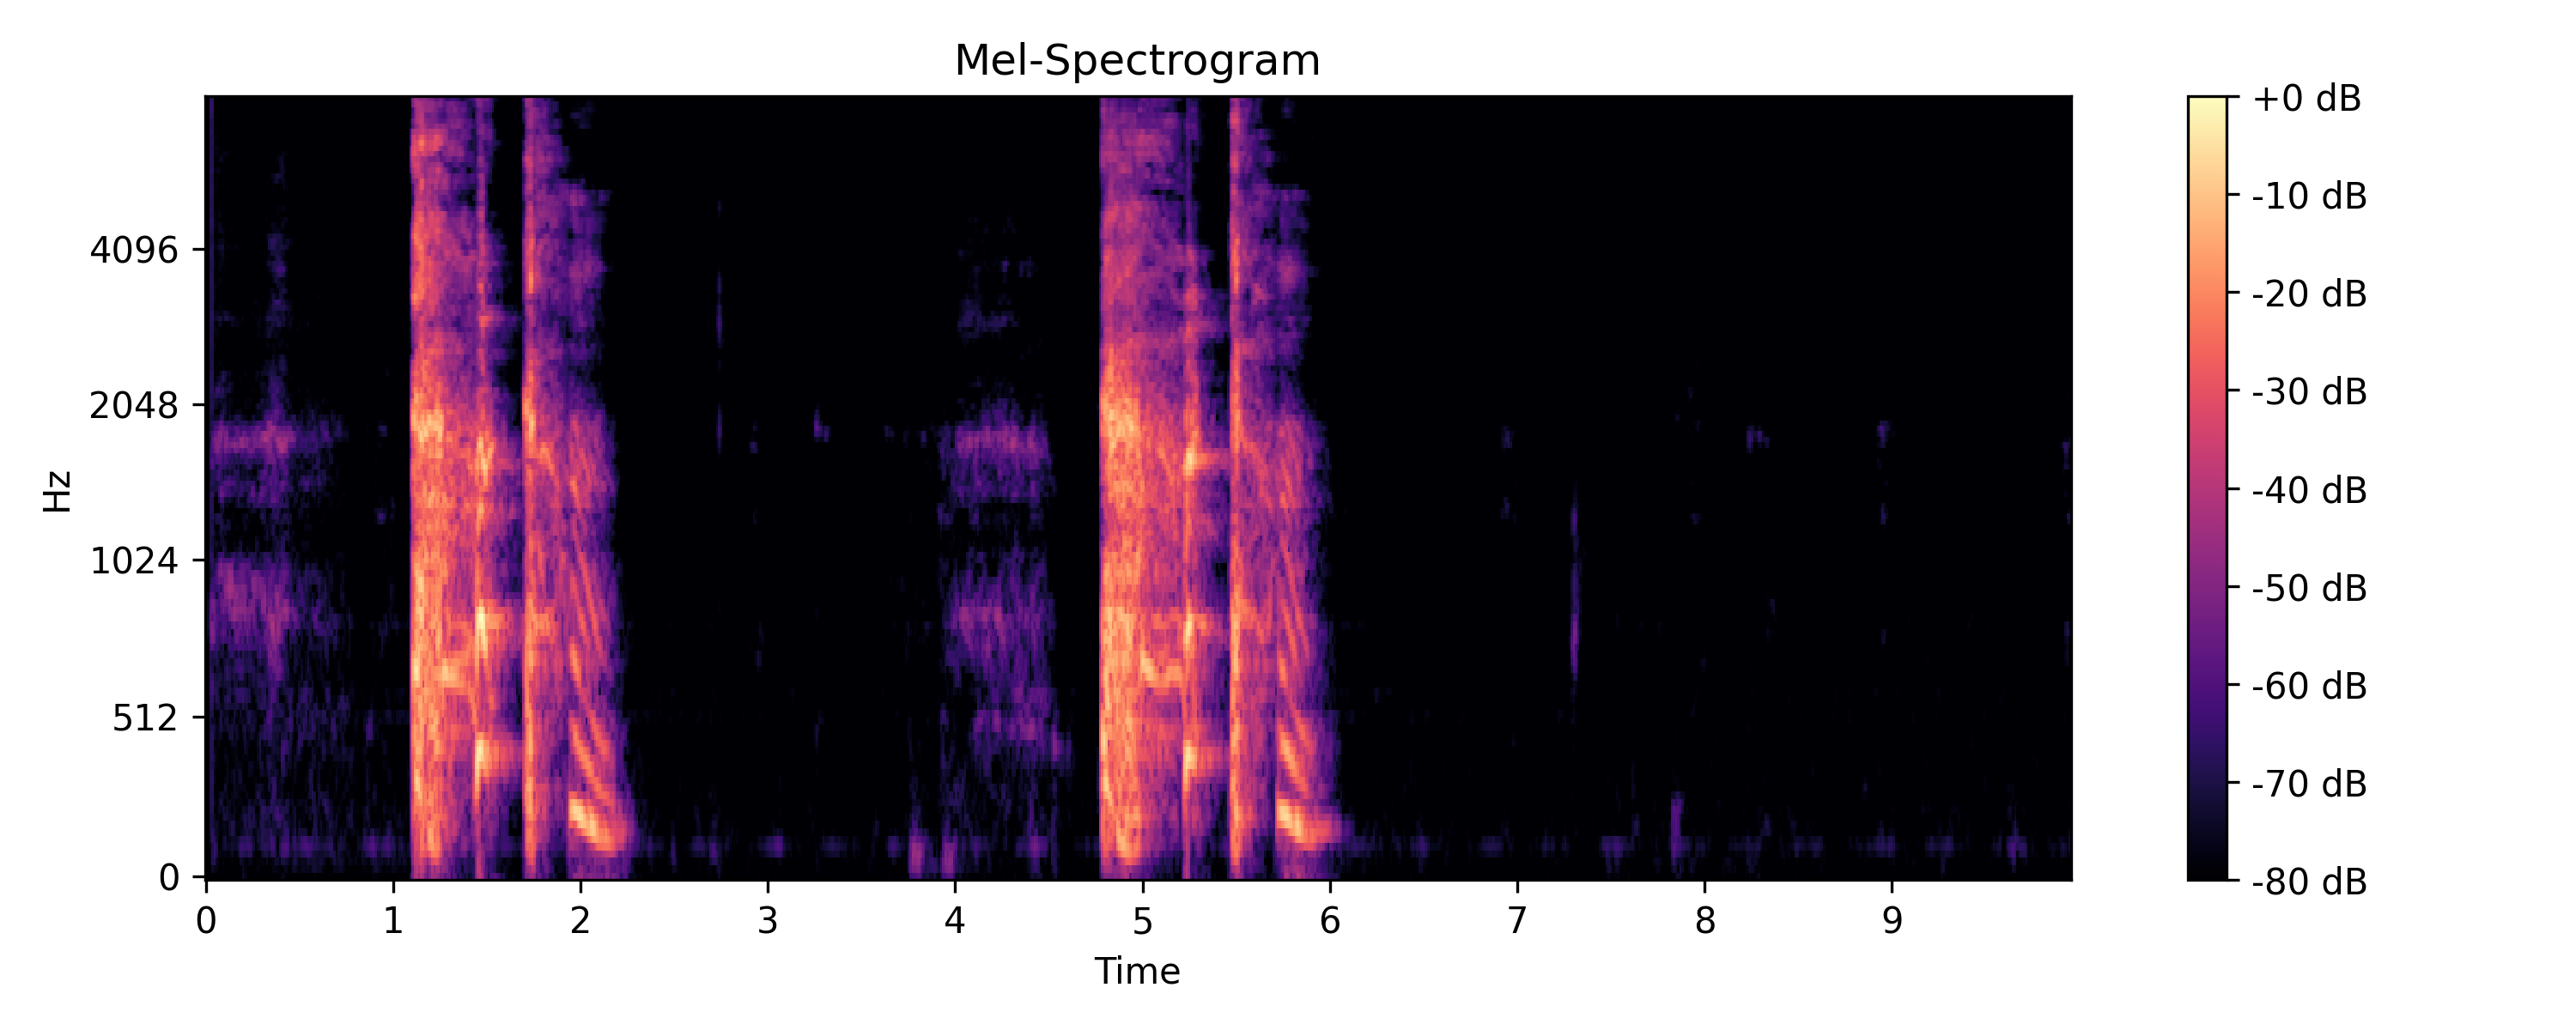 Mel-Spectrogram
+0 dB
-10 dB
-20 dB
-30 dB
-40 dB
-50 dB
-60 dB
-70 dB
-80 dB
4096
2048
1024
512
0
Hz
0 1 2 3 4 5 6 7 8 9
Time